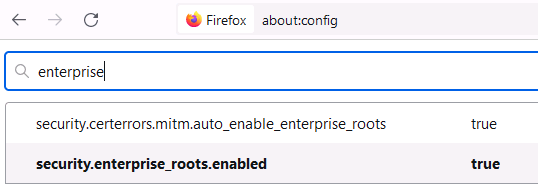 Firefox about:config
enterprise
security.certerrors.mitm.auto_enable_enterprise_roots true
security.enterprise_roots.enabled true